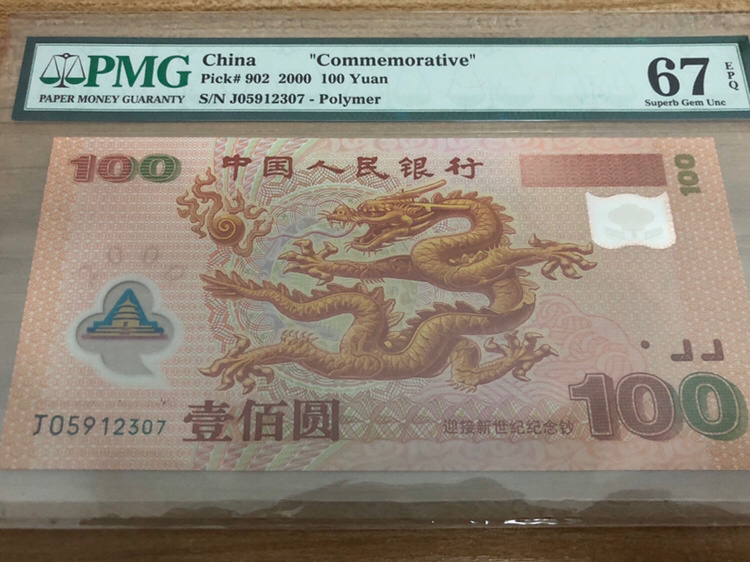 PMG
PAPER MONEY GUARANTY
China "Commemorative"
Pick# 902 2000 100 Yuan
S/N J05912307 - Polymer
67 EPQ
Superb Gem Unc
100
中国人民银行
100
2000
J05912307
壹佰圆
迎接新世纪纪念钞
100